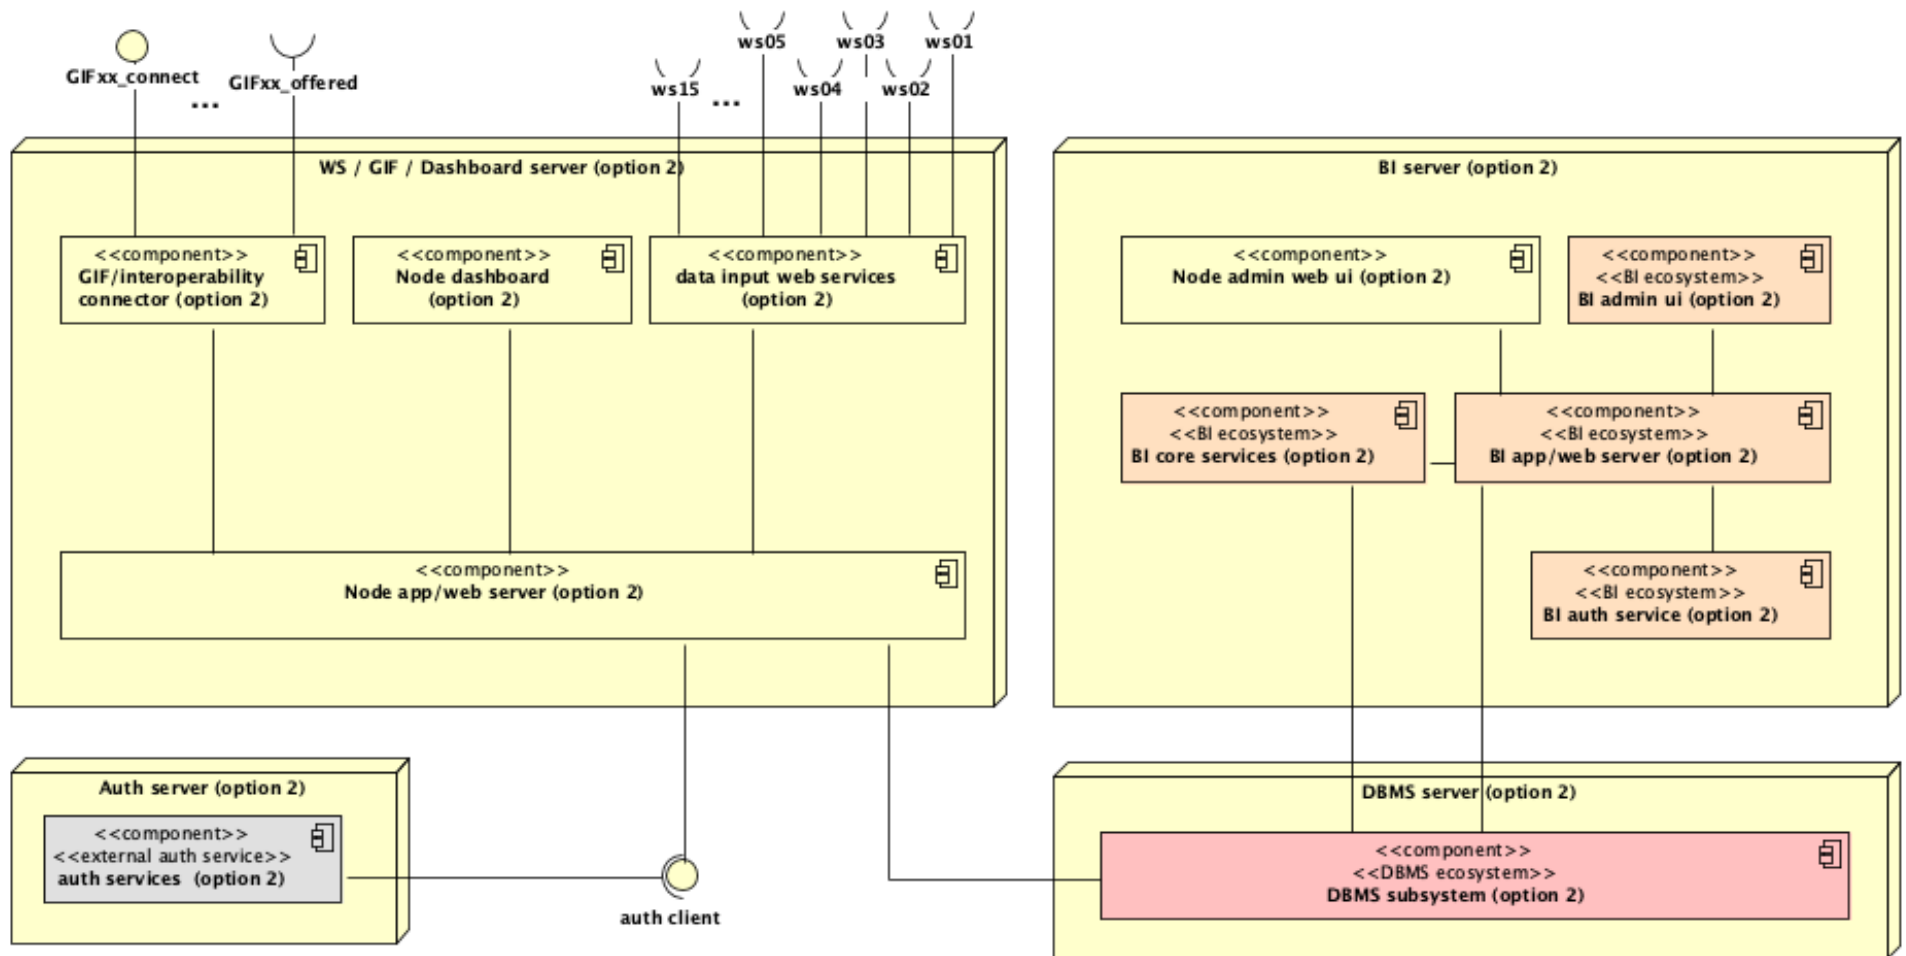 ws05
ws03
ws01
GIFxx_connect
...
GIFxx_offered
ws15
...
ws04
ws02
WS / GIF / Dashboard server (option 2)
<<component>>
GIF/interoperability
connector (option 2)
<<component>>
Node dashboard
(option 2)
<<component>>
data input web services
(option 2)
<<component>>
Node app/web server (option 2)
BI server (option 2)
<<component>>
Node admin web ui (option 2)
<<component>>
<<BI ecosystem>>
BI admin ui (option 2)
<<component>>
<<BI ecosystem>>
BI core services (option 2)
<<component>>
<<BI ecosystem>>
BI app/web server (option 2)
<<component>>
<<BI ecosystem>>
BI auth service (option 2)
Auth server (option 2)
<<component>>
<<external auth service>>
auth services (option 2)
auth client
DBMS server (option 2)
<<component>>
<<DBMS ecosystem>>
DBMS subsystem (option 2)